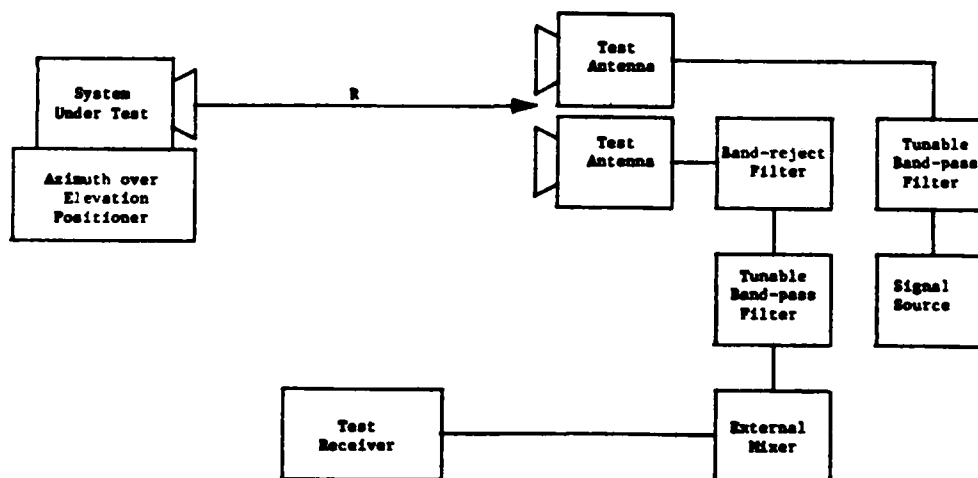 Test
Antenna
System
Under Test
R
Test
Antenna
Band-reject
Filter
Tunable
Band-pass
Filter
Azimuth over
Elevation
Positioner
Tunable
Band-pass
Filter
Signal
Source
Test
Receiver
External
Mixer